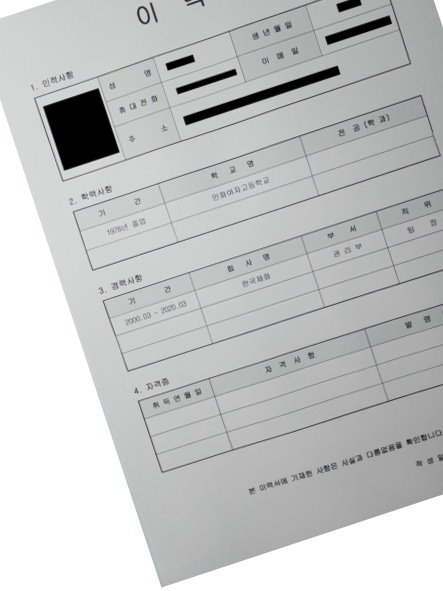 이
1. 인적사항
성 명 생 년 월 일
휴 대 전 화 이 메 일
주 소
2. 학력사항
기 간 학 교 명 전 공 (학 과)
1978년 졸업 인화여자고등학교
3. 경력사항
기 간 회 사 명 부 서 직 위
2000.03 - 2020.03 한국제화 관 리 부 팀 장
4. 자격증
취 득 연 월 일 자 격 사 항 발 령
본 이력서에 기재한 사항은 사실과 다름없음을 확인합니다
작 성 일